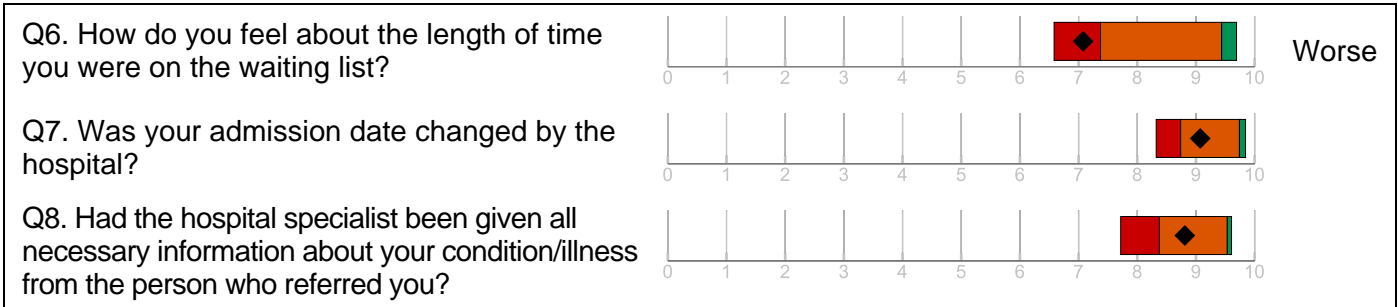 Q6. How do you feel about the length of time
you were on the waiting list?
Worse
0 1 2 3 4 5 6 7 8 9 10
Q7. Was your admission date changed by the
hospital?
0 1 2 3 4 5 6 7 8 9 10
Q8. Had the hospital specialist been given all
necessary information about your condition/illness
from the person who referred you?
0 1 2 3 4 5 6 7 8 9 10